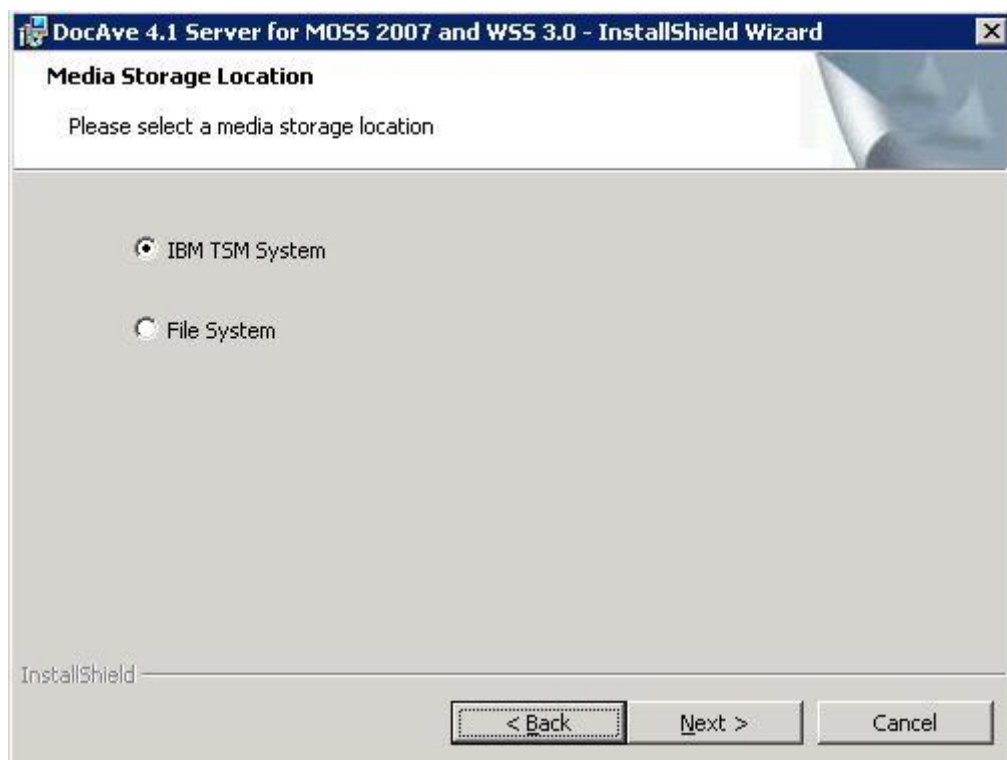 DocAve 4.1 Server for MOSS 2007 and WSS 3.0 - InstallShield Wizard
Media Storage Location
Please select a media storage location
IBM TSM System
File System
InstallShield
< Back Next > Cancel